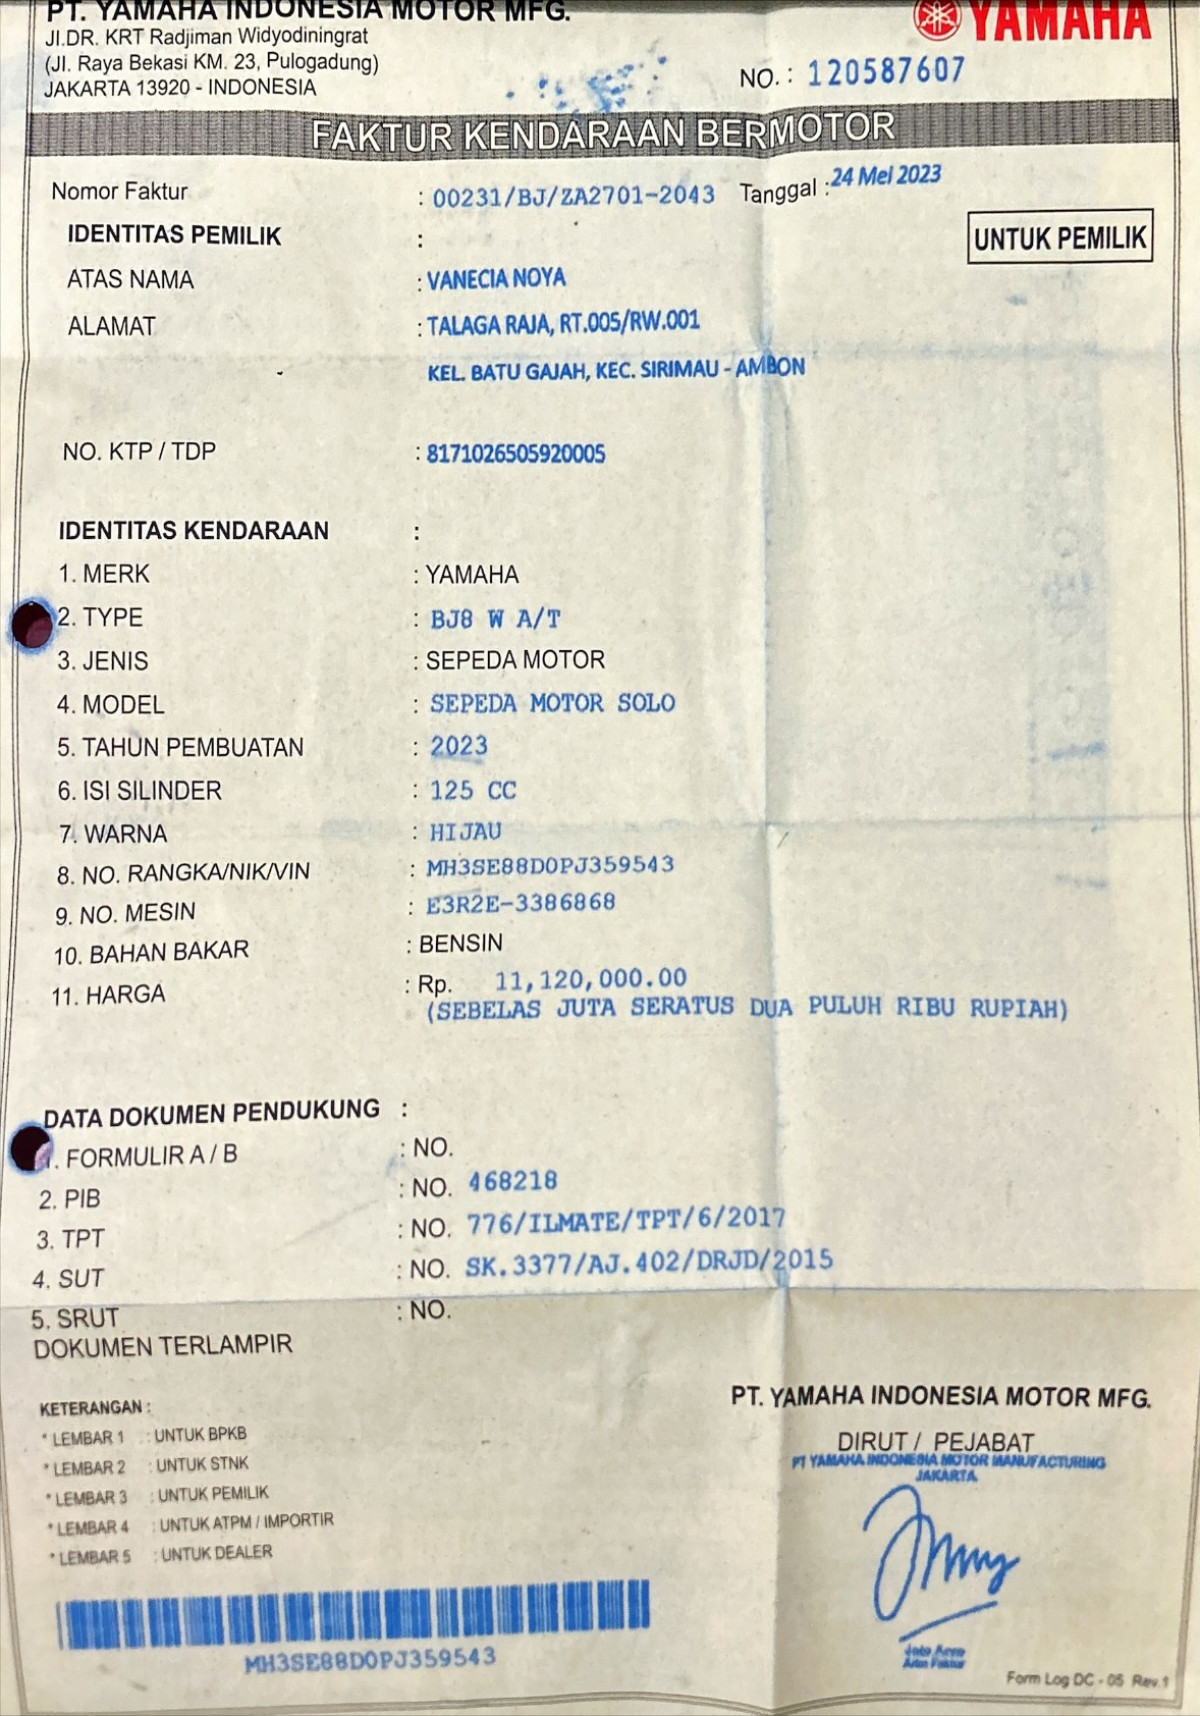 PT. YAMAHA INDONESIA MOTOR MFG.
Jl.DR. KRT Radjiman Widyodiningrat
(Jl. Raya Bekasi KM. 23, Pulogadung)
JAKARTA 13920 - INDONESIA
YAMAHA
NO. : 120587607
FAKTUR KENDARAAN BERMOTOR
Nomor Faktur : 00231/BJ/ZA2701-2043 Tanggal : 24 Mei 2023
IDENTITAS PEMILIK :
UNTUK PEMILIK
ATAS NAMA : VANECIA NOYA
ALAMAT : TALAGA RAJA, RT.005/RW.001
KEL. BATU GAJAH, KEC. SIRIMAU - AMBON
NO. KTP / TDP : 8171026505920005
IDENTITAS KENDARAAN :
1. MERK : YAMAHA
2. TYPE : BJ8 W A/T
3. JENIS : SEPEDA MOTOR
4. MODEL : SEPEDA MOTOR SOLO
5. TAHUN PEMBUATAN : 2023
6. ISI SILINDER : 125 CC
7. WARNA : HIJAU
8. NO. RANGKA/NIK/VIN : MH3SE88D0PJ359543
9. NO. MESIN : E3R2E-3386868
10. BAHAN BAKAR : BENSIN
11. HARGA : Rp. 11,120,000.00
(SEBELAS JUTA SERATUS DUA PULUH RIBU RUPIAH)
DATA DOKUMEN PENDUKUNG :
1. FORMULIR A / B : NO.
2. PIB : NO. 468218
3. TPT : NO. 776/ILMATE/TPT/6/2017
4. SUT : NO. SK.3377/AJ.402/DRJD/2015
5. SRUT : NO.
DOKUMEN TERLAMPIR
KETERANGAN :
* LEMBAR 1 : UNTUK BPKB
* LEMBAR 2 : UNTUK STNK
* LEMBAR 3 : UNTUK PEMILIK
* LEMBAR 4 : UNTUK ATPM / IMPORTIR
* LEMBAR 5 : UNTUK DEALER
MH3SE88D0PJ359543
PT. YAMAHA INDONESIA MOTOR MFG.
DIRUT / PEJABAT
PT YAMAHA INDONESIA MOTOR MANUFACTURING
JAKARTA
Form Log DC - 05 Rev.1